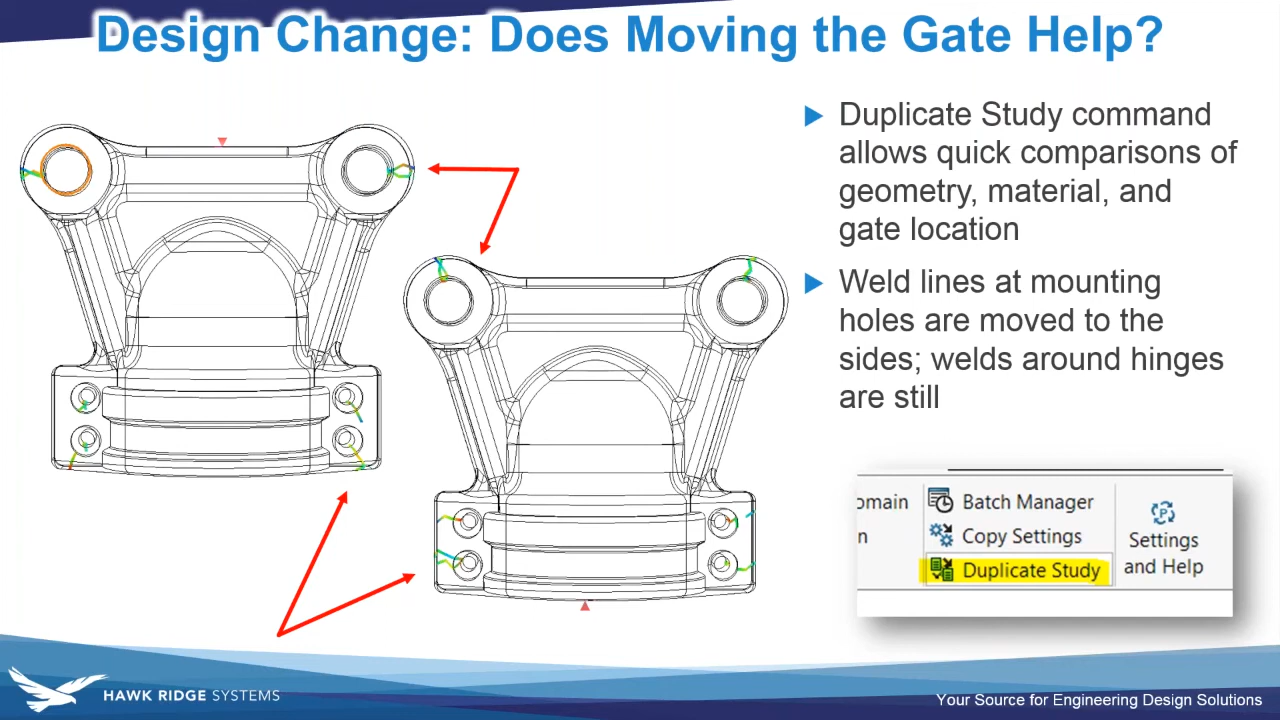 Design Change: Does Moving the Gate Help?
Duplicate Study command
allows quick comparisons of
geometry, material, and
gate location
Weld lines at mounting
holes are moved to the
sides; welds around hinges
are still
omain
n
Batch Manager
Copy Settings
Duplicate Study
Settings
and Help
HAWK RIDGE SYSTEMS
Your Source for Engineering Design Solutions